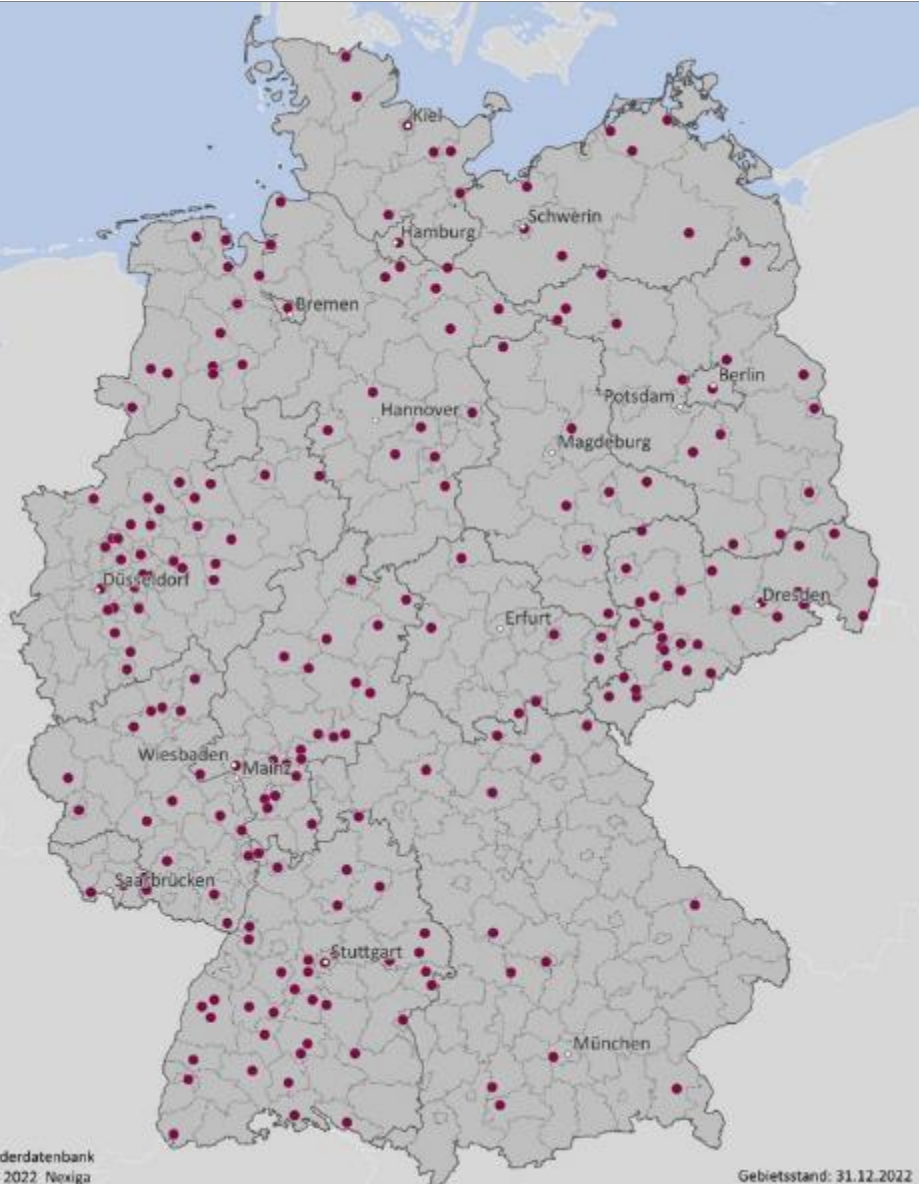 Kiel
Schwerin
Hamburg
Bremen
Berlin
Potsdam
Hannover
Magdeburg
Düsseldorf
Dresden
Erfurt
Wiesbaden
Mainz
Saarbrücken
Stuttgart
München
derdatenbank
2022 Nexiga
Gebietsstand: 31.12.2022